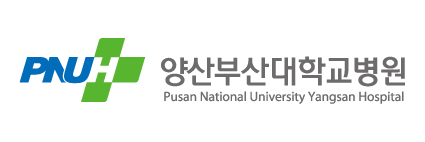 PNUH 양산부산대학교병원
Pusan National University Yangsan Hospital